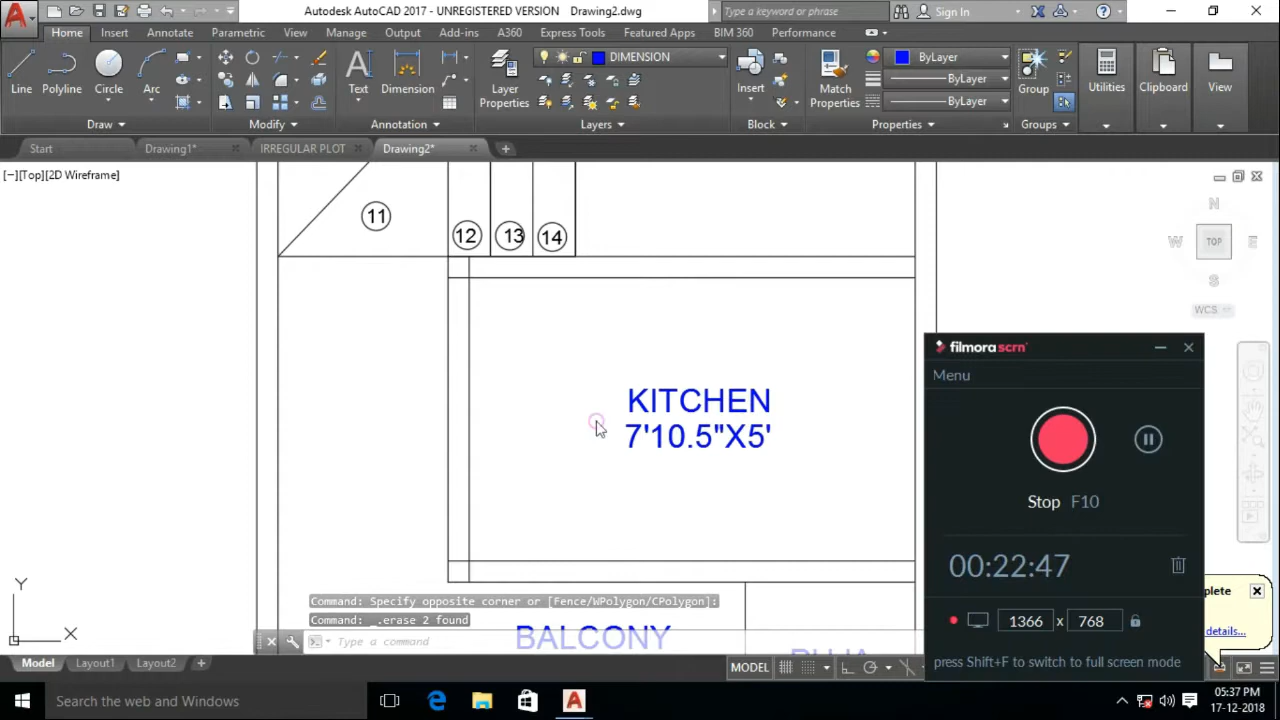 Autodesk AutoCAD 2017 - UNREGISTERED VERSION Drawing2.dwg
Type a keyword or phrase
Sign In
Home Insert Annotate Parametric View Manage Output Add-ins A360 Express Tools Featured Apps BIM 360 Performance
Line Polyline Circle Arc
Text Dimension
Layer Properties
DIMENSION
Insert
Match Properties
ByLayer
ByLayer
ByLayer
Group
Utilities
Clipboard
View
Draw Modify Annotation Layers Block Properties Groups
Start Drawing1* IRREGULAR PLOT Drawing2*
[−][Top][2D Wireframe]
N
W TOP E
S
WCS
11
12 13 14
KITCHEN
7'10.5"X5'
BALCONY
filmora scrn
Menu
Stop F10
00:22:47
1366 x 768
press Shift+F to switch to full screen mode
plete
details...
Y
X
Command: Specify opposite corner or [Fence/WPolygon/CPolygon]:
Command: _.erase 2 found
Type a command
Model Layout1 Layout2
MODEL
Search the web and Windows
05:37 PM
17-12-2018